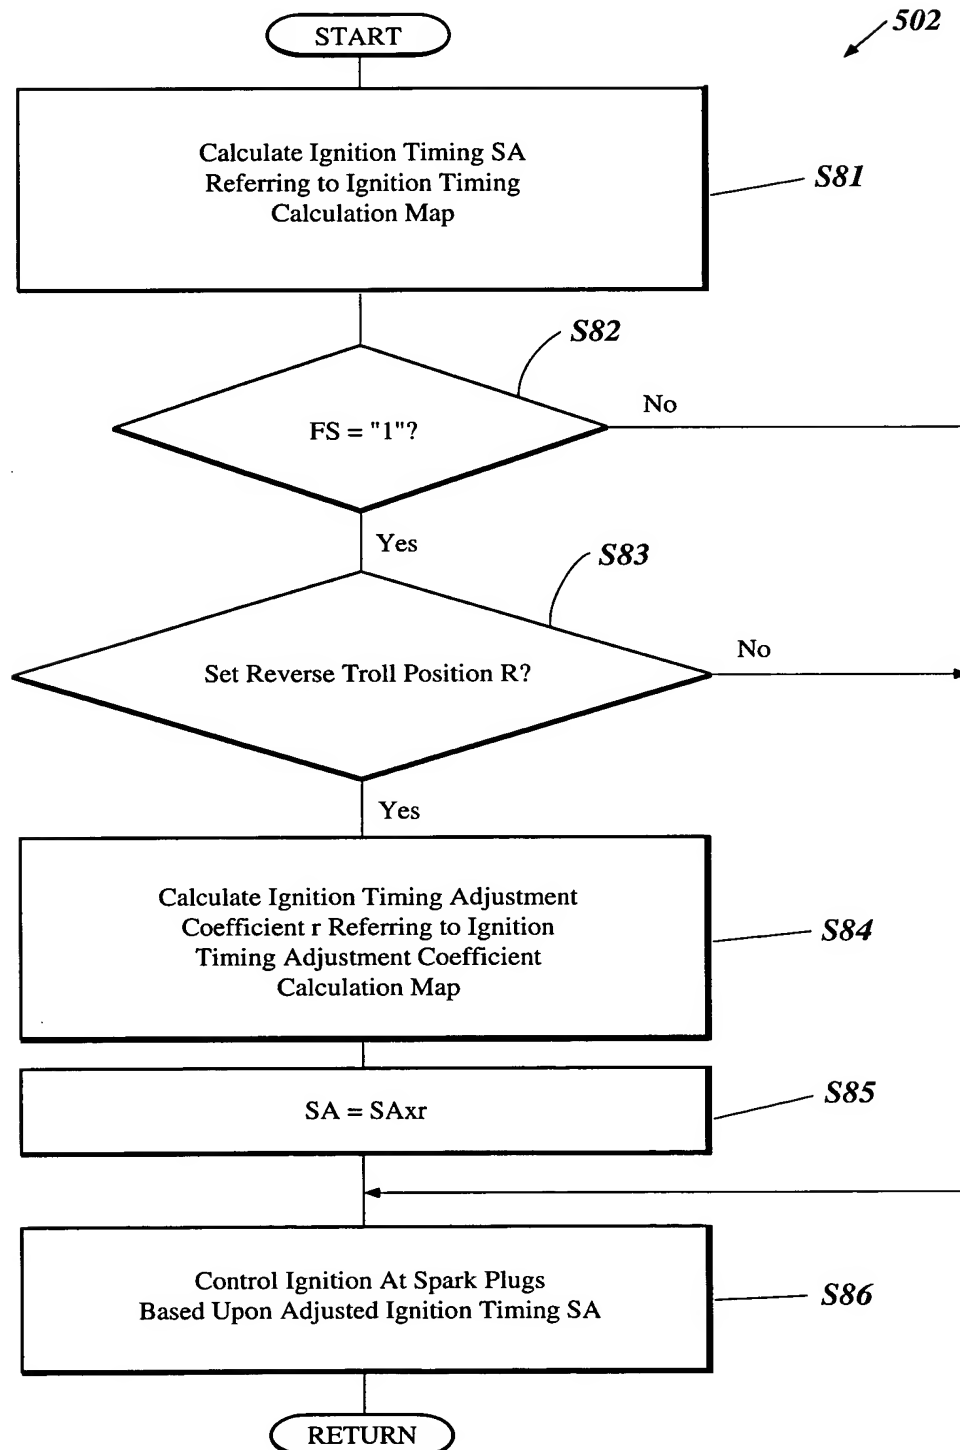 502
START
Calculate Ignition Timing SA
Referring to Ignition Timing
Calculation Map
S81
S82
FS = "1"?
No
Yes
S83
Set Reverse Troll Position R?
No
Yes
Calculate Ignition Timing Adjustment
Coefficient r Referring to Ignition
Timing Adjustment Coefficient
Calculation Map
S84
SA = SAxr
S85
Control Ignition At Spark Plugs
Based Upon Adjusted Ignition Timing SA
S86
RETURN